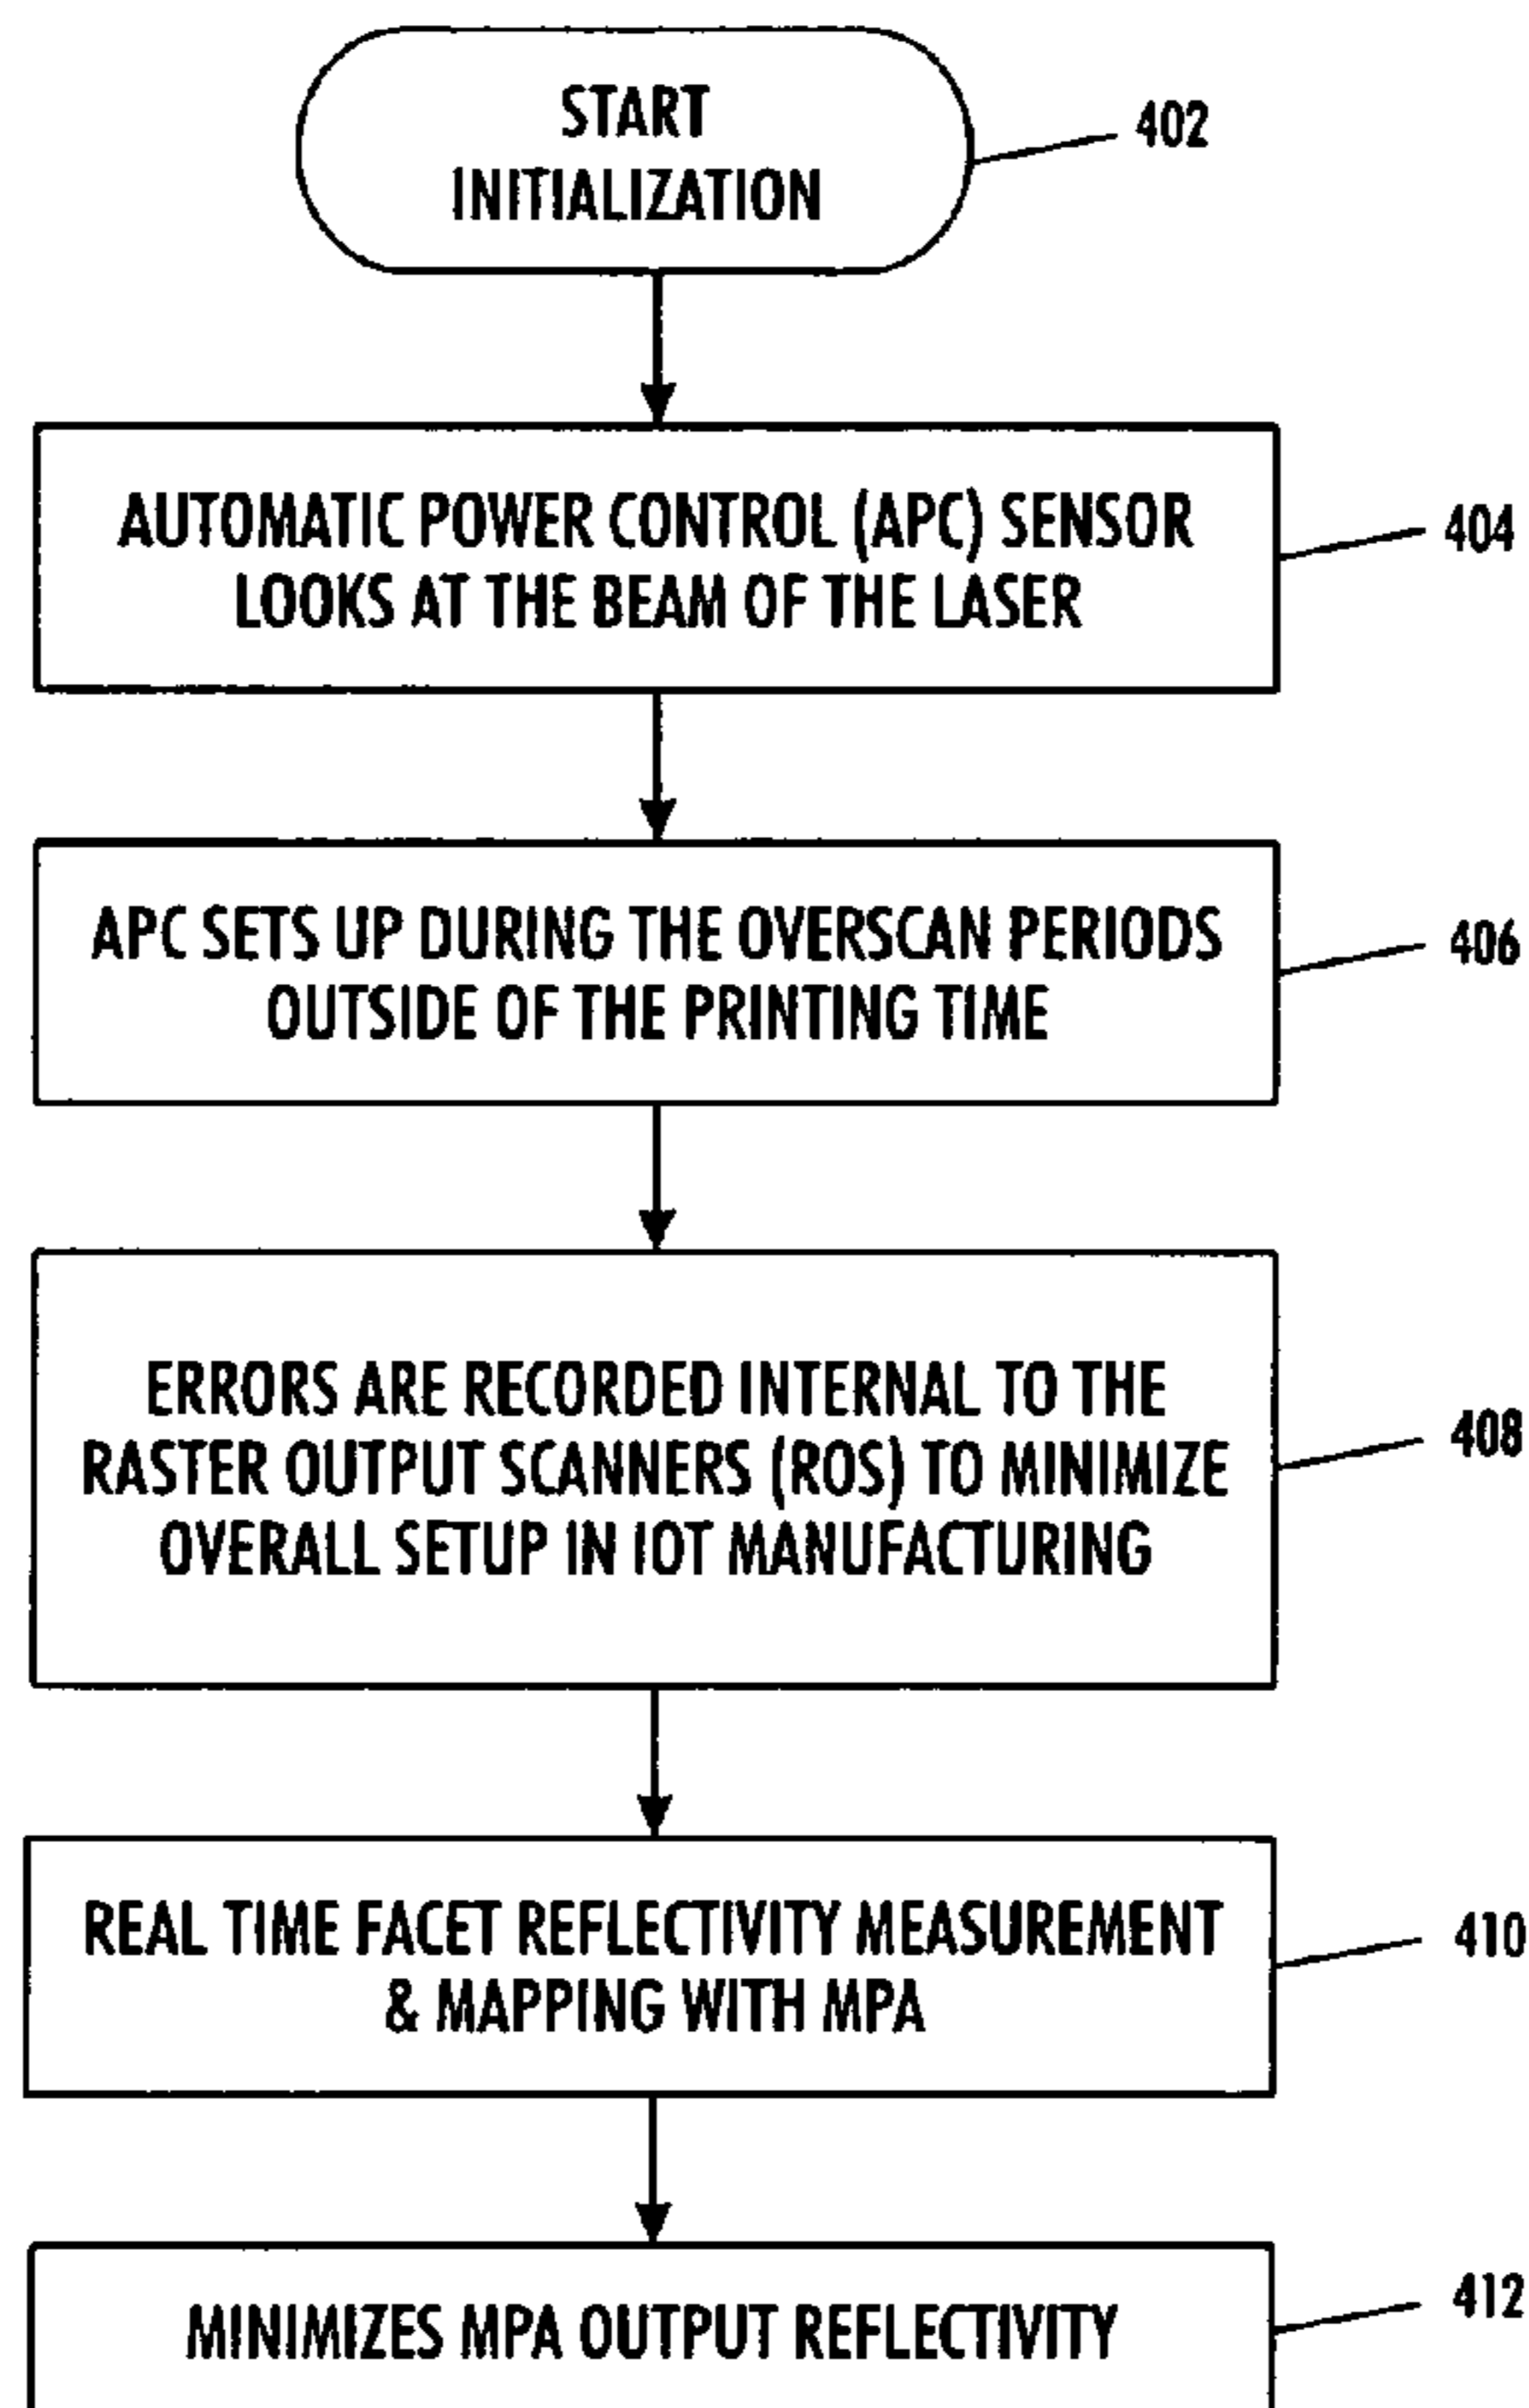 START
INITIALIZATION
402
AUTOMATIC POWER CONTROL (APC) SENSOR
LOOKS AT THE BEAM OF THE LASER
404
APC SETS UP DURING THE OVERSCAN PERIODS
OUTSIDE OF THE PRINTING TIME
406
ERRORS ARE RECORDED INTERNAL TO THE
RASTER OUTPUT SCANNERS (ROS) TO MINIMIZE
OVERALL SETUP IN IOT MANUFACTURING
408
REAL TIME FACET REFLECTIVITY MEASUREMENT
& MAPPING WITH MPA
410
MINIMIZES MPA OUTPUT REFLECTIVITY
412